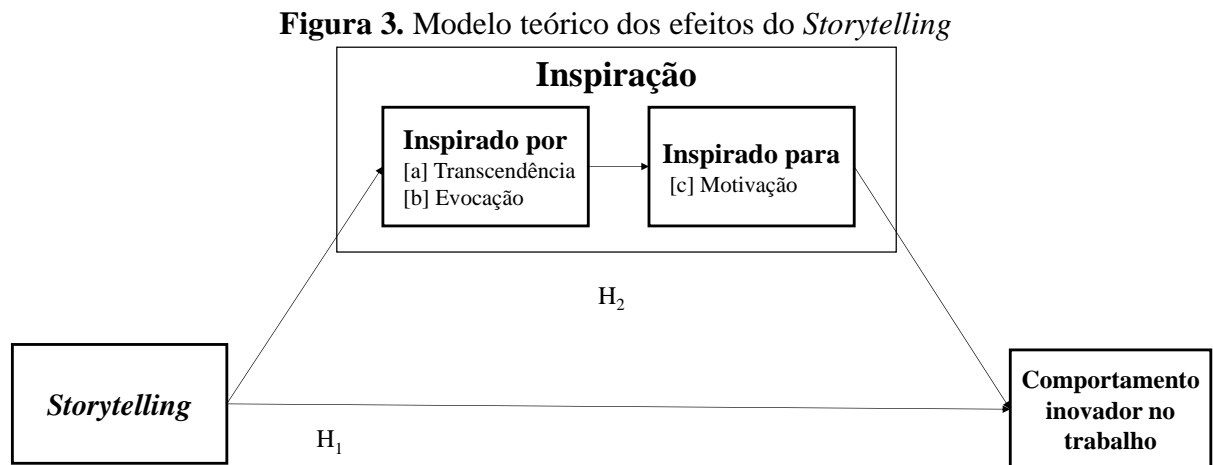 Figura 3. Modelo teórico dos efeitos do Storytelling
Inspiração
Inspirado por
[a] Transcendência
[b] Evocação
Inspirado para
[c] Motivação
H₂
Storytelling
H₁
Comportamento
inovador no
trabalho